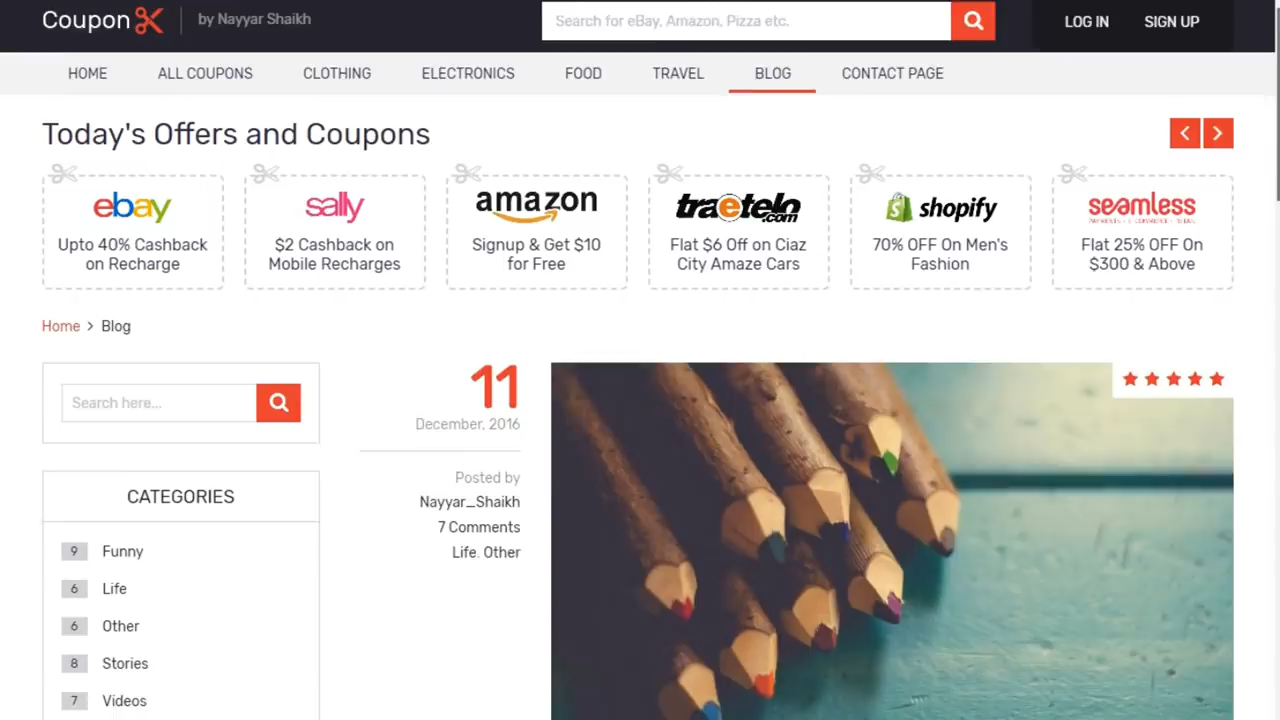 Coupon
by Nayyar Shaikh
Search for eBay, Amazon, Pizza etc.
LOG IN
SIGN UP
HOME
ALL COUPONS
CLOTHING
ELECTRONICS
FOOD
TRAVEL
BLOG
CONTACT PAGE
Today's Offers and Coupons
ebay
Upto 40% Cashback
on Recharge
sally
$2 Cashback on
Mobile Recharges
amazon
Signup & Get $10
for Free
traetelo.com
Flat $6 Off on Ciaz
City Amaze Cars
shopify
70% OFF On Men's
Fashion
seamless
Flat 25% OFF On
$300 & Above
Home > Blog
Search here...
CATEGORIES
9 Funny
6 Life
6 Other
8 Stories
7 Videos
11
December, 2016
Posted by
Nayyar_Shaikh
7 Comments
Life. Other